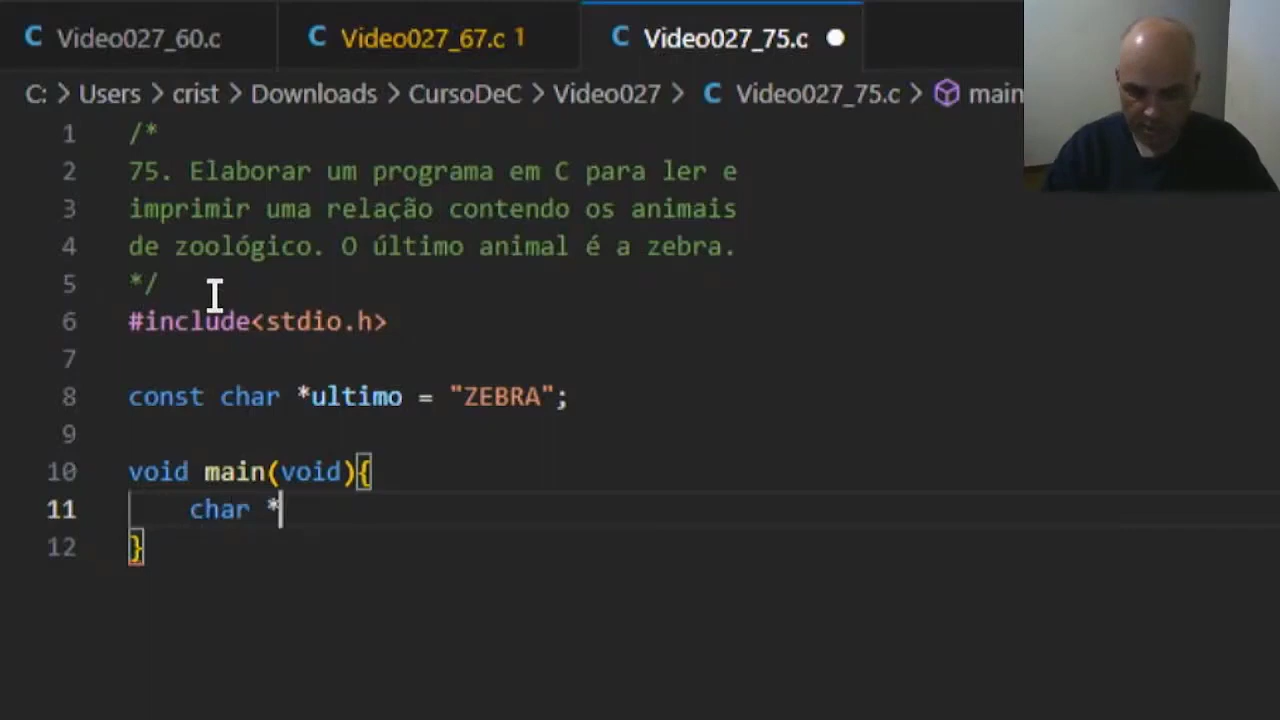 C Video027_60.c C Video027_67.c 1 C Video027_75.c
C: > Users > crist > Downloads > CursoDeC > Video027 > C Video027_75.c > main
1 /*
2 75. Elaborar um programa em C para ler e
3 imprimir uma relação contendo os animais
4 de zoológico. O último animal é a zebra.
5 */
6 #include<stdio.h>
7
8 const char *ultimo = "ZEBRA";
9
10 void main(void){
11 char *
12 }